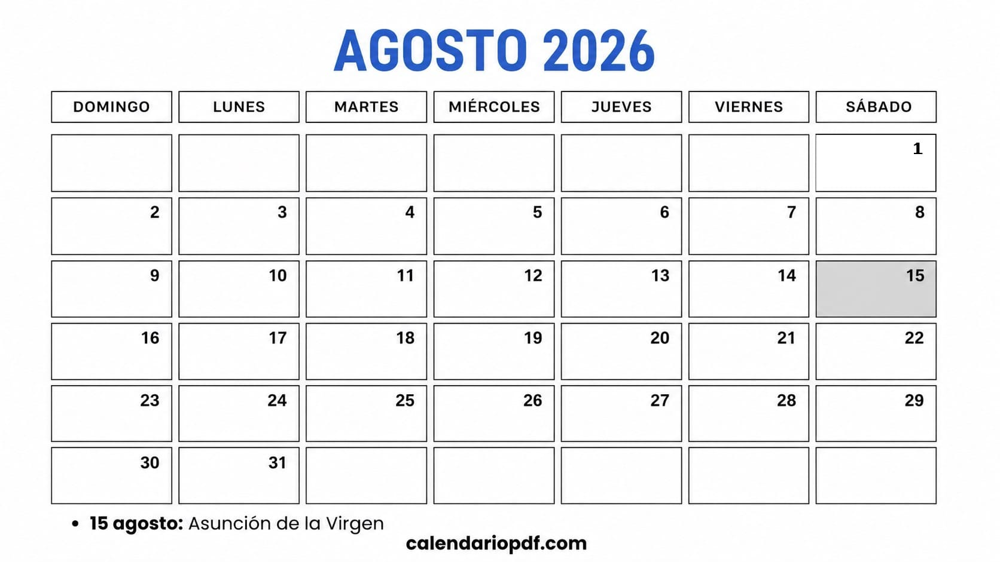 AGOSTO 2026
DOMINGO LUNES MARTES MIÉRCOLES JUEVES VIERNES SÁBADO
1
2 3 4 5 6 7 8
9 10 11 12 13 14 15
16 17 18 19 20 21 22
23 24 25 26 27 28 29
30 31
• 15 agosto: Asunción de la Virgen
calendariopdf.com